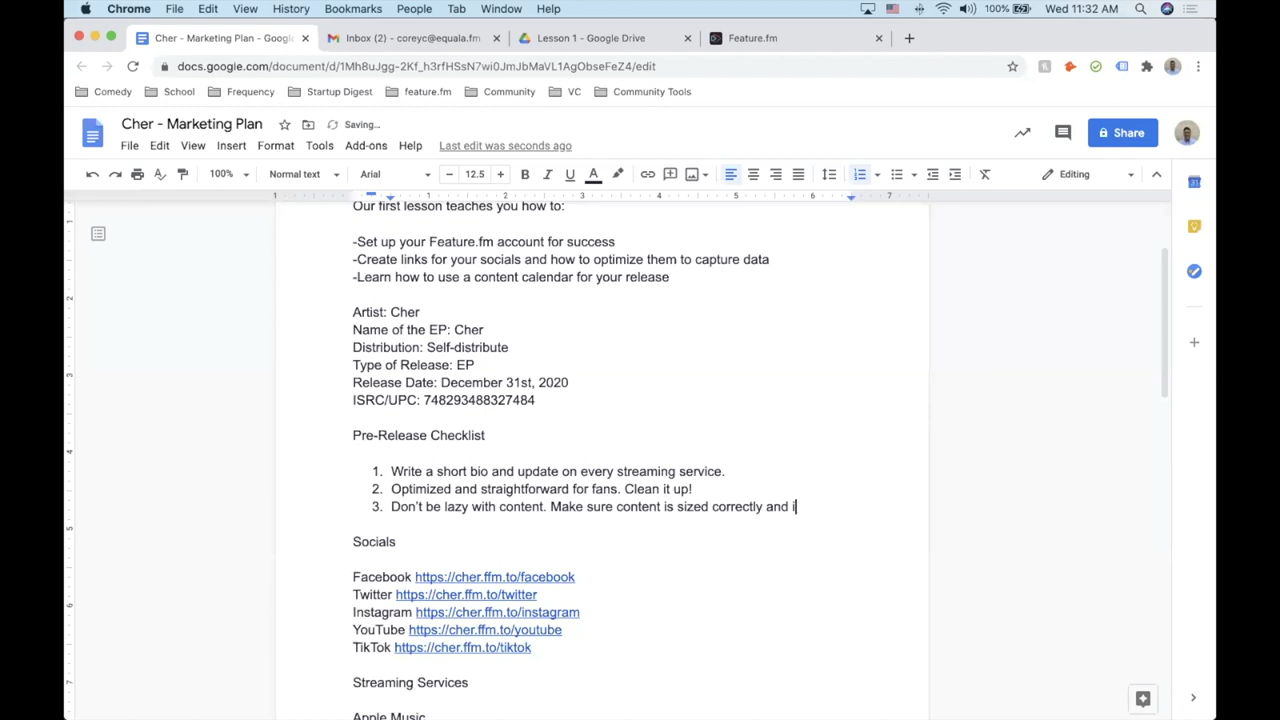 Chrome File Edit View History Bookmarks People Tab Window Help 100% Wed 11:32 AM
Cher - Marketing Plan - Googl Inbox (2) - coreyc@equala.fm Lesson 1 - Google Drive Feature.fm
docs.google.com/document/d/1Mh8uJgg-2Kf_h3rfHSsN7wi0JmJbMaVL1AgObseFeZ4/edit
Comedy School Frequency Startup Digest feature.fm Community VC Community Tools
Cher - Marketing Plan Saving...
File Edit View Insert Format Tools Add-ons Help Last edit was seconds ago
Share
100% Normal text Arial 12.5 B I U A Editing
1 1 2 3 4 5 6 7
Our first lesson teaches you how to:
-Set up your Feature.fm account for success
-Create links for your socials and how to optimize them to capture data
-Learn how to use a content calendar for your release
Artist: Cher
Name of the EP: Cher
Distribution: Self-distribute
Type of Release: EP
Release Date: December 31st, 2020
ISRC/UPC: 748293488327484
Pre-Release Checklist
1. Write a short bio and update on every streaming service.
2. Optimized and straightforward for fans. Clean it up!
3. Don't be lazy with content. Make sure content is sized correctly and i
Socials
Facebook https://cher.ffm.to/facebook
Twitter https://cher.ffm.to/twitter
Instagram https://cher.ffm.to/instagram
YouTube https://cher.ffm.to/youtube
TikTok https://cher.ffm.to/tiktok
Streaming Services
Apple Music